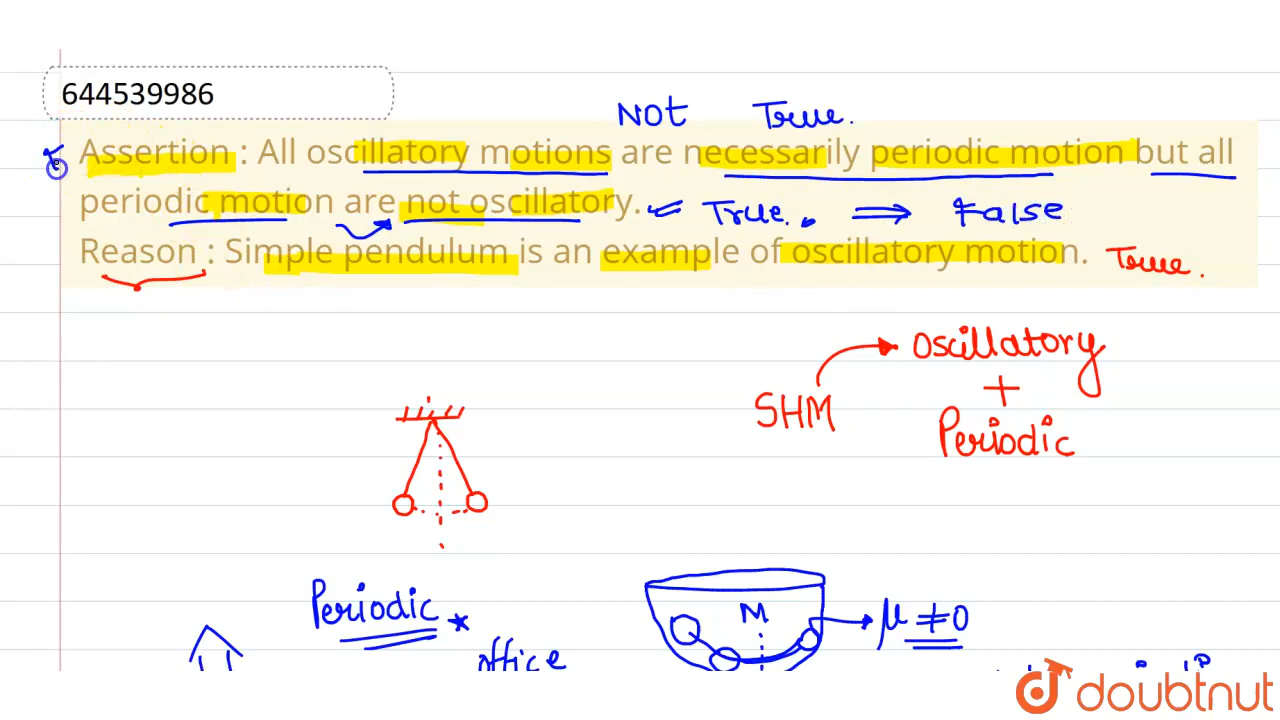 644539986
NOT True.
Assertion : All oscillatory motions are necessarily periodic motion but all
periodic motion are not oscillatory. True. ⇒ False
Reason : Simple pendulum is an example of oscillatory motion. True.
Oscillatory
+
SHM
Periodic
Periodic *
M
μ ≠ 0
office
doubtnut